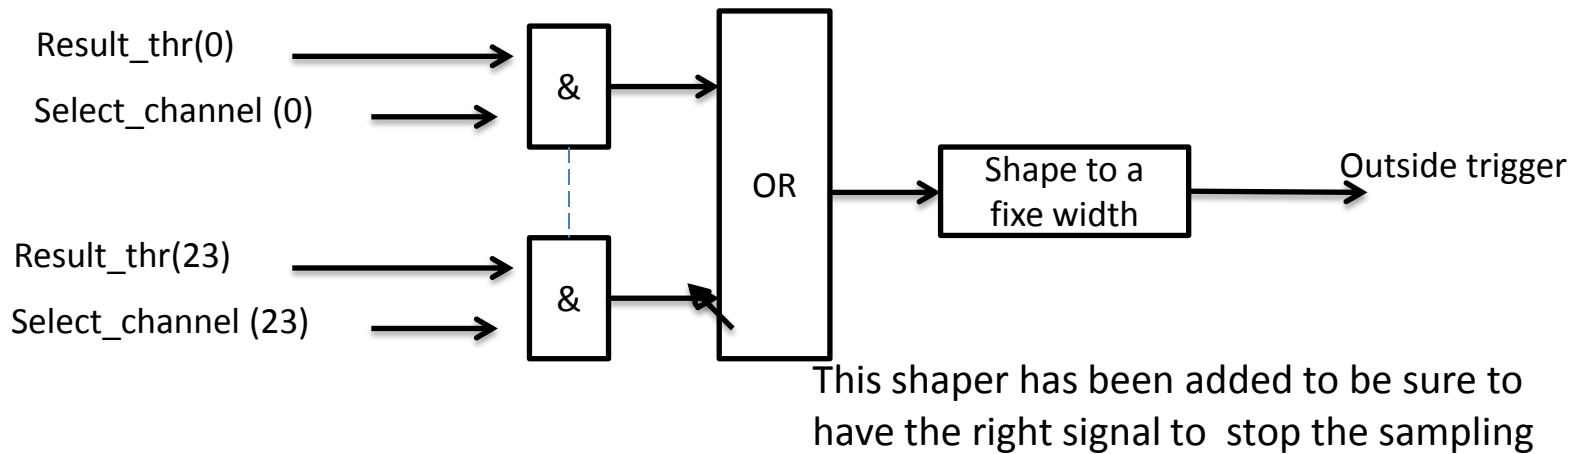 Result_thr(0)
Select_channel (0)
&
Result_thr(23)
Select_channel (23)
&
OR
Shape to a
fixe width
Outside trigger
This shaper has been added to be sure to
have the right signal to  stop the sampling